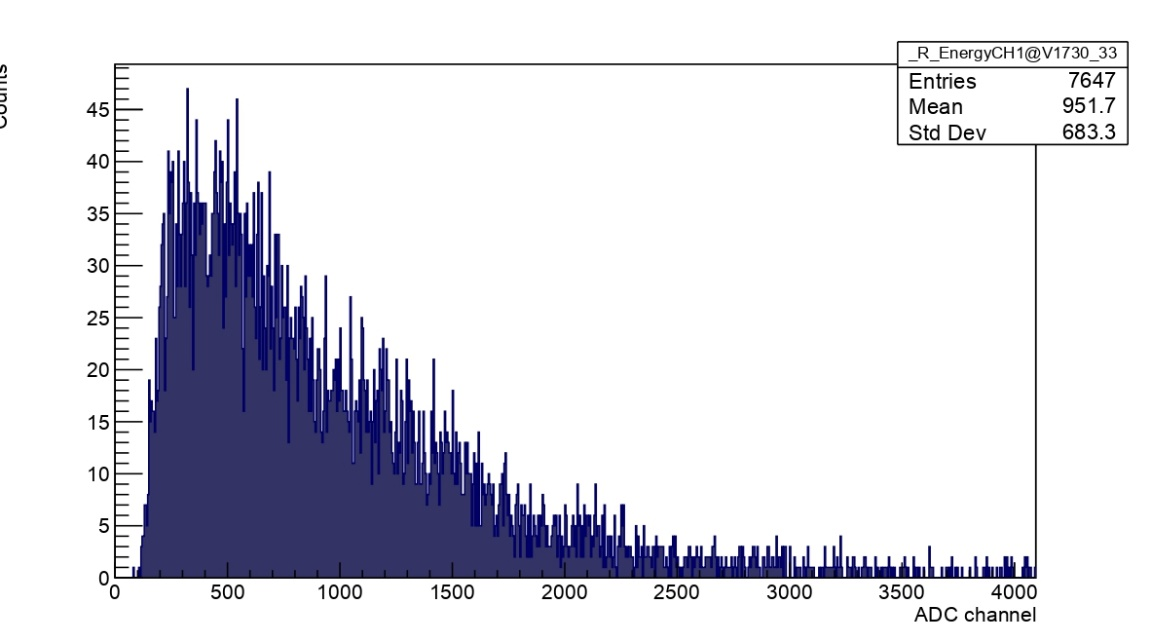 _R_EnergyCH1@V1730_33
Entries 7647
Mean 951.7
Std Dev 683.3
Counts
45
40
35
30
25
20
15
10
5
0
0 500 1000 1500 2000 2500 3000 3500 4000
ADC channel